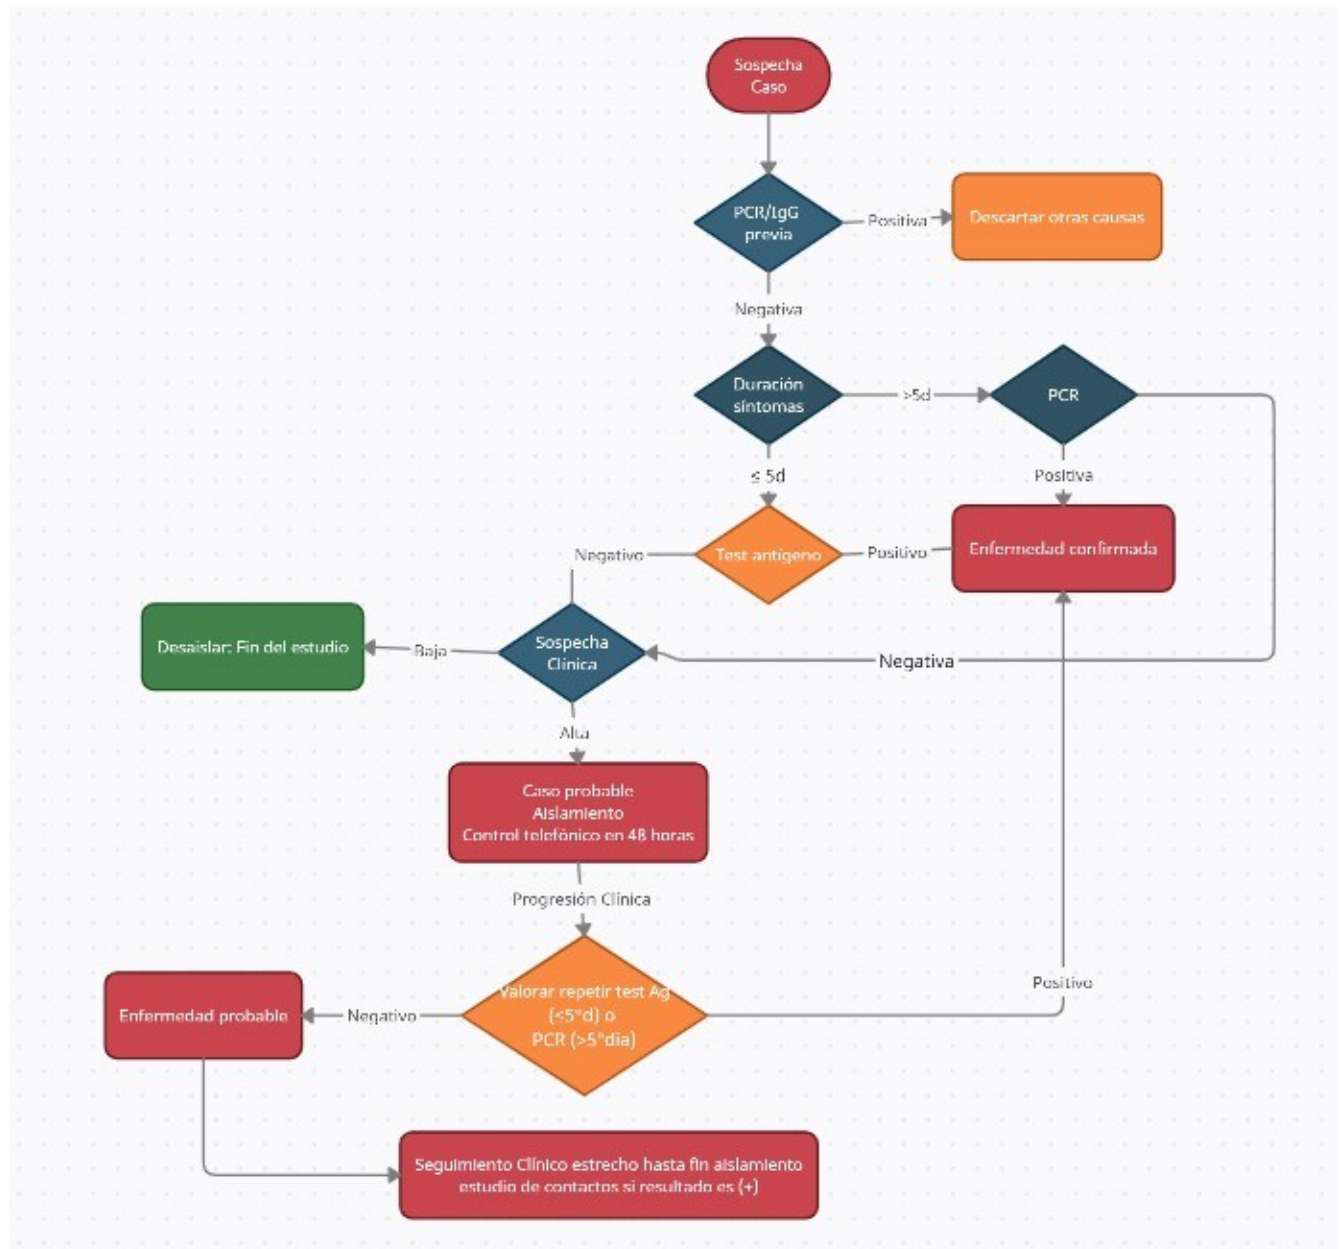 Sospecha
Caso
PCR/IgG
previa
Positiva
Descartar otras causas
Negativa
Duración
síntomas
>5d
PCR
≤ 5d
Positiva
Negativo
Test antígeno
Positivo
Enfermedad confirmada
Desaislar: Fin del estudio
Baja
Sospecha
Clínica
Negativa
Alta
Caso probable
Aislamiento
Control telefónico en 48 horas
Progresión Clínica
Valorar repetir test Ag
(<5°d) o
PCR (>5°dia)
Positivo
Enfermedad probable
Negativo
Seguimiento Clínico estrecho hasta fin aislamiento
estudio de contactos si resultado es (+)